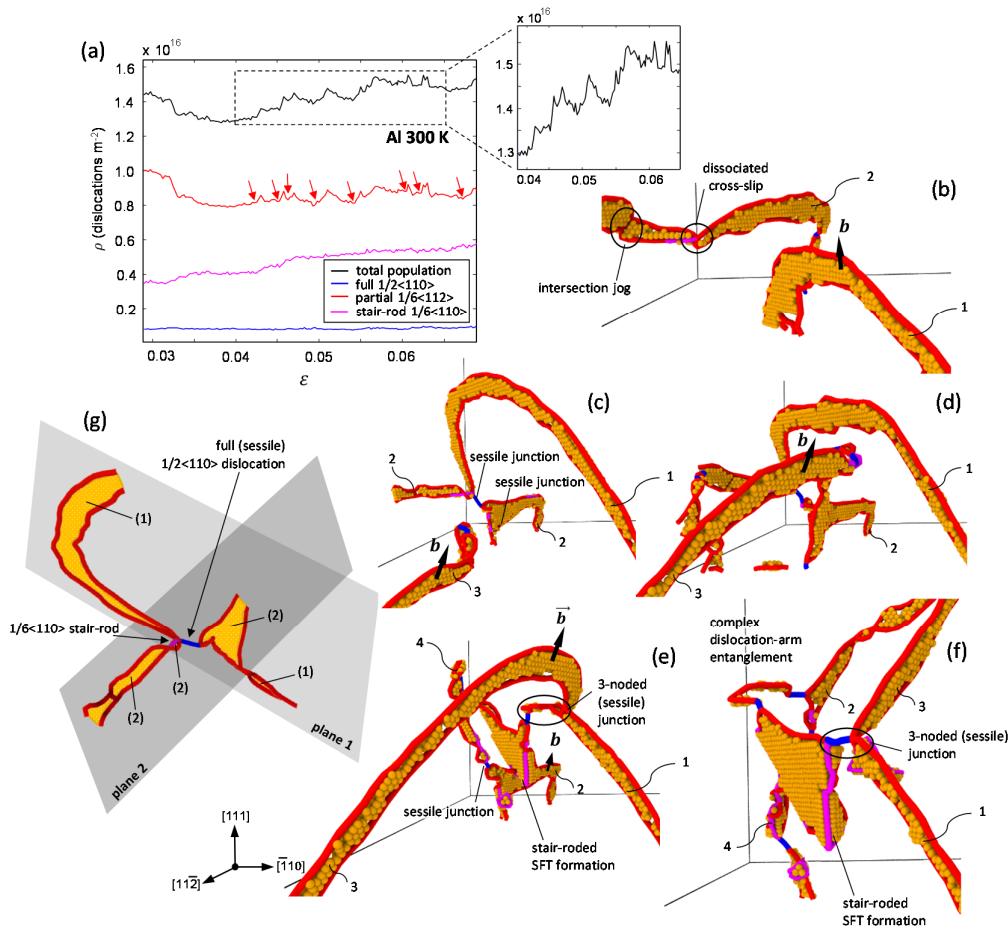 (a)
× 10 16
1.6
1.4
1.2
1.0
0.8
0.6
0.4
0.2
ρ (dislocations m-2)
0.03
0.04
0.05
0.06
ε
Al 300 K
total population
full 1/2<110>
partial 1/6<112>
stair-rod 1/6<110>
× 10 16
1.6
1.5
1.4
1.3
0.04
0.05
0.06
(b)
dissociated
cross-slip
2
b
intersection jog
1
(c)
2
sessile junction
sessile junction
1
b
2
3
(d)
b
1
2
3
(g)
full (sessile)
1/2<110> dislocation
(1)
(2)
1/6<110> stair-rod
(2)
(1)
(2)
plane 1
plane 2
[111]
[1̅10]
[112̅]
(e)
b
4
3-noded
(sessile)
junction
b
1
2
sessile junction
stair-roded
SFT formation
3
(f)
complex
dislocation-arm
entanglement
2
3
3-noded (sessile)
junction
1
4
stair-roded
SFT formation